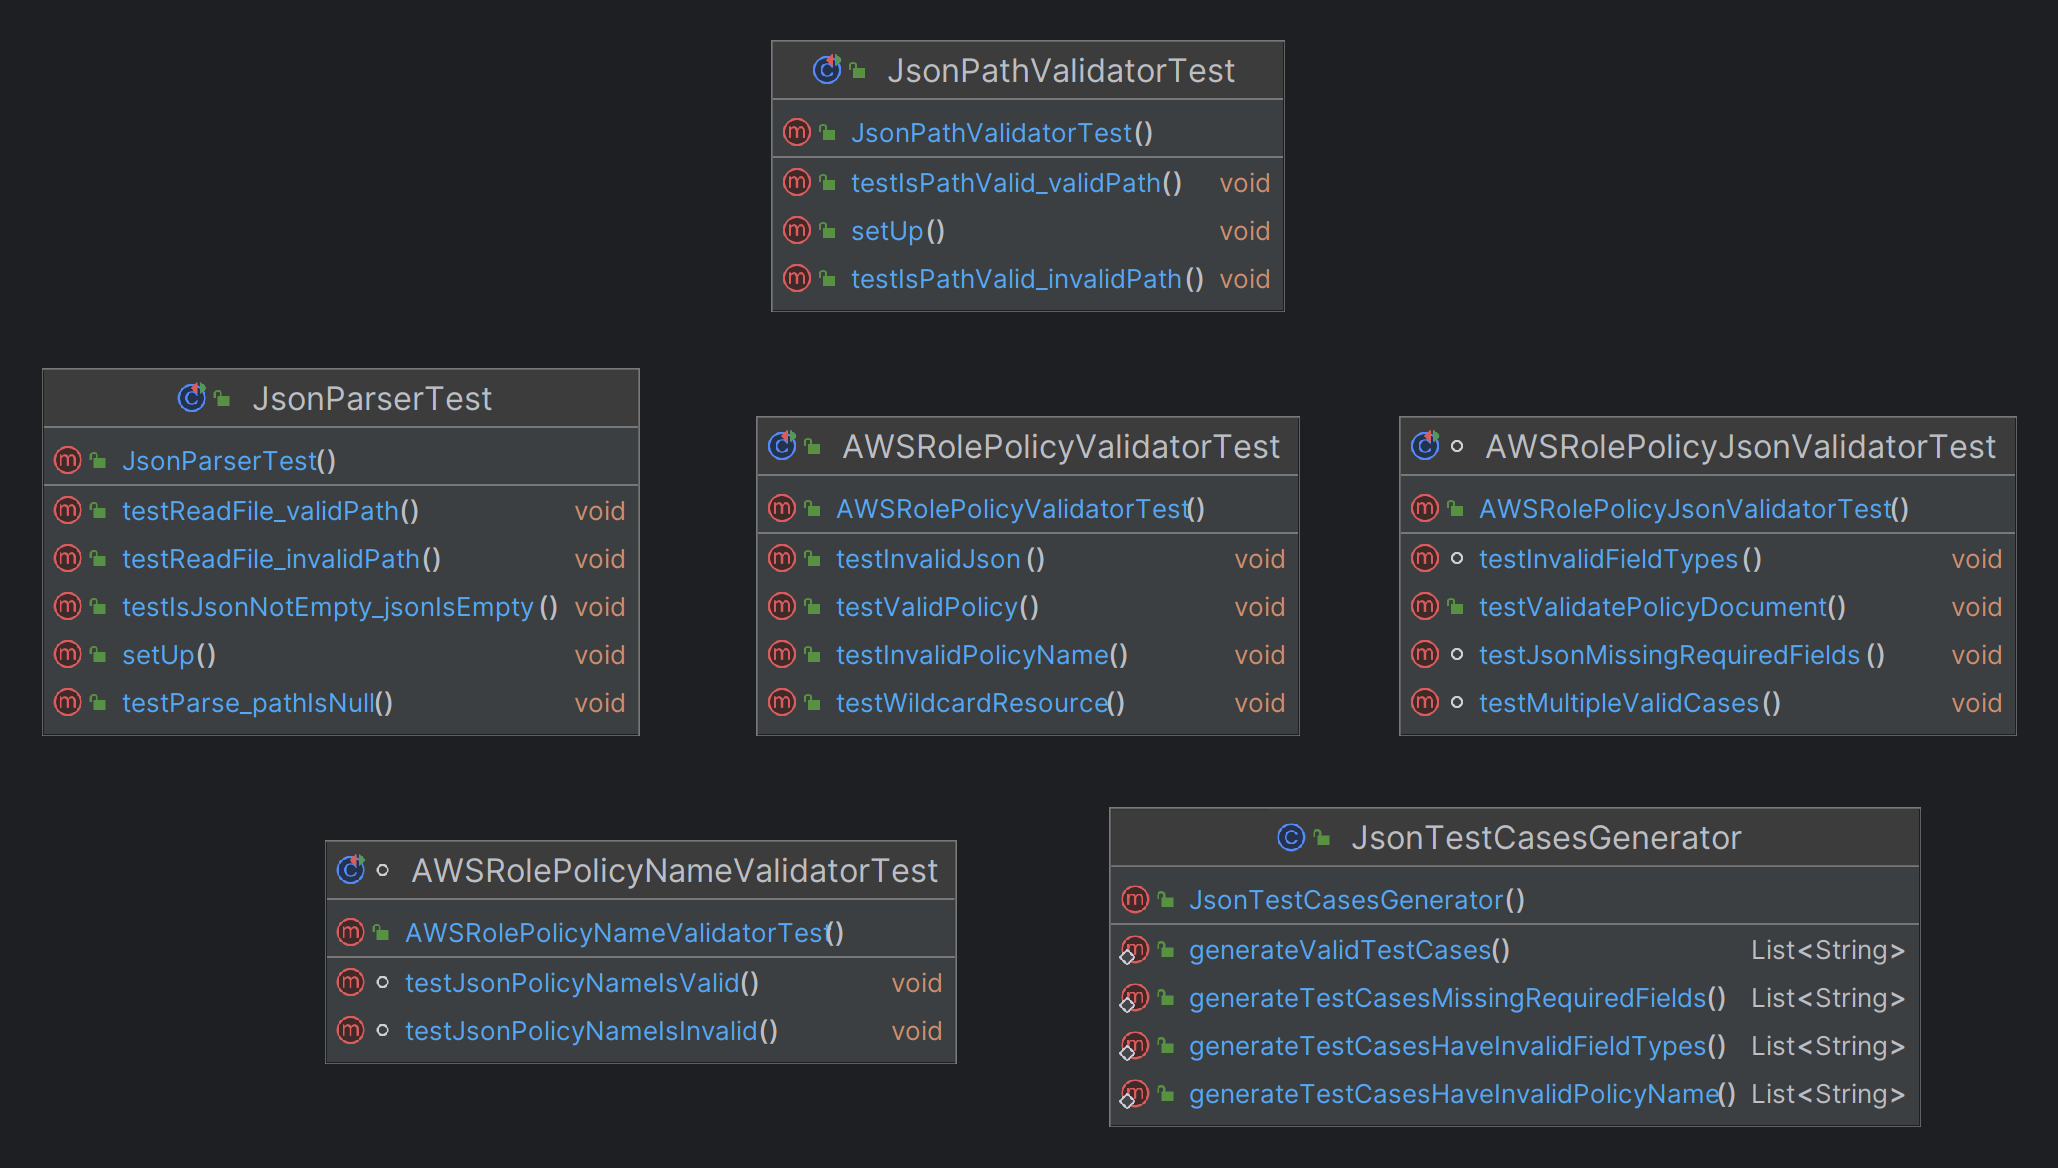 JsonPathValidatorTest
JsonPathValidatorTest()
testIsPathValid_validPath() void
setUp() void
testIsPathValid_invalidPath() void
JsonParserTest
JsonParserTest()
testReadFile_validPath() void
testReadFile_invalidPath() void
testIsJsonNotEmpty_jsonIsEmpty() void
setUp() void
testParse_pathIsNull() void
AWSRolePolicyValidatorTest
AWSRolePolicyValidatorTest()
testInvalidJson() void
testValidPolicy() void
testInvalidPolicyName() void
testWildcardResource() void
AWSRolePolicyJsonValidatorTest
AWSRolePolicyJsonValidatorTest()
testInvalidFieldTypes() void
testValidatePolicyDocument() void
testJsonMissingRequiredFields() void
testMultipleValidCases() void
AWSRolePolicyNameValidatorTest
AWSRolePolicyNameValidatorTest()
testJsonPolicyNameIsValid() void
testJsonPolicyNameIsInvalid() void
JsonTestCasesGenerator
JsonTestCasesGenerator()
generateValidTestCases() List<String>
generateTestCasesMissingRequiredFields() List<String>
generateTestCasesHaveInvalidFieldTypes() List<String>
generateTestCasesHaveInvalidPolicyName() List<String>